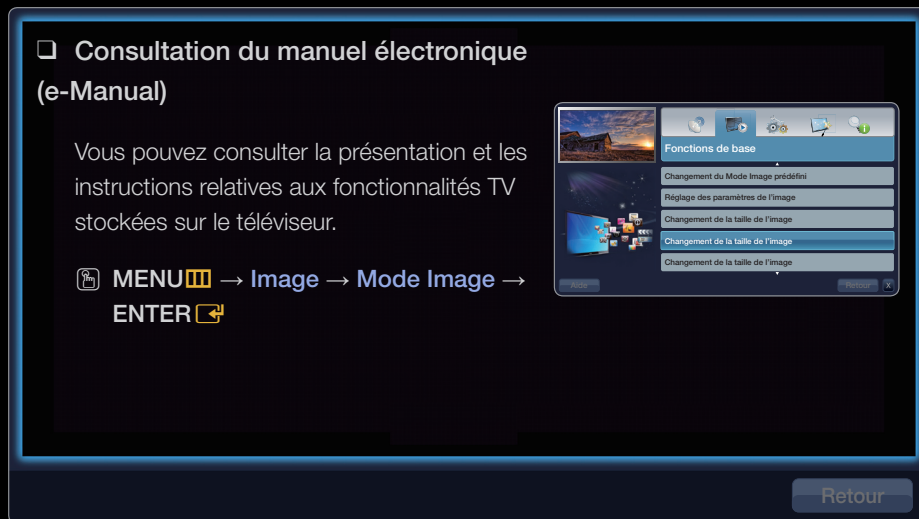 ❑ Consultation du manuel électronique
(e-Manual)
Vous pouvez consulter la présentation et les
instructions relatives aux fonctionnalités TV
stockées sur le téléviseur.
MENU → Image → Mode Image →
ENTER
Fonctions de base
Changement du Mode Image prédéfini
Réglage des paramètres de l'image
Changement de la taille de l'image
Changement de la taille de l'image
Changement de la taille de l'image
Aide
Retour X
Retour